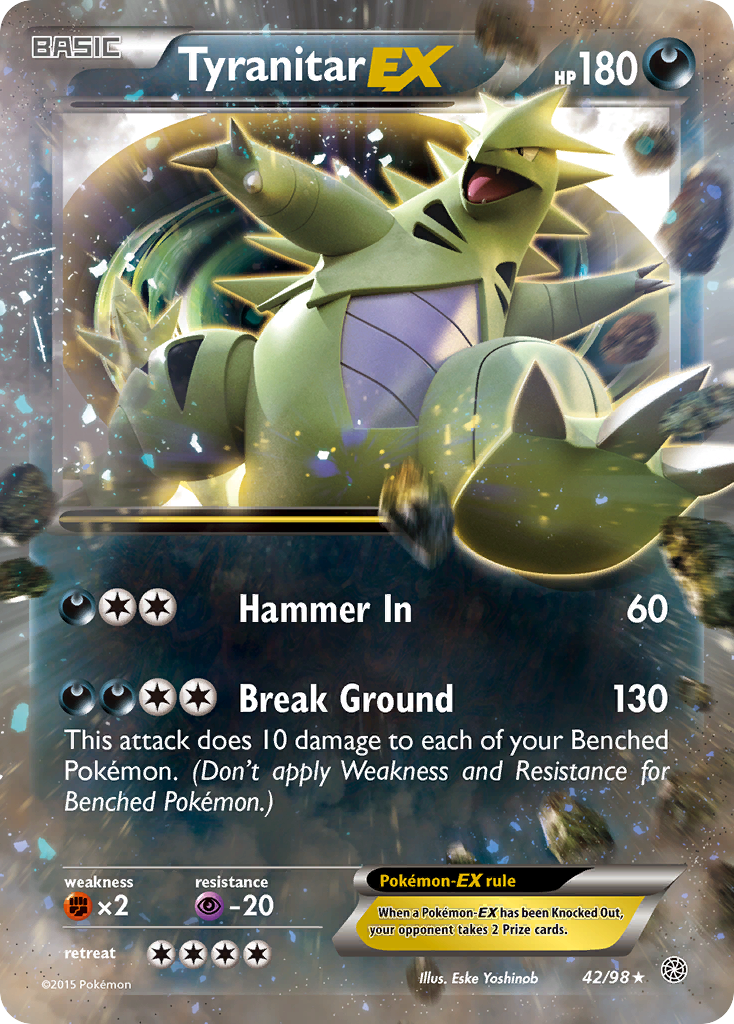 BASIC
Tyranitar EX
HP180
Hammer In 60
Break Ground 130
This attack does 10 damage to each of your Benched
Pokémon. (Don't apply Weakness and Resistance for
Benched Pokémon.)
weakness resistance
×2 -20
retreat
Pokémon-EX rule
When a Pokémon-EX has been Knocked Out,
your opponent takes 2 Prize cards.
©2015 Pokémon
Illus. Eske Yoshinob
42/98 ★